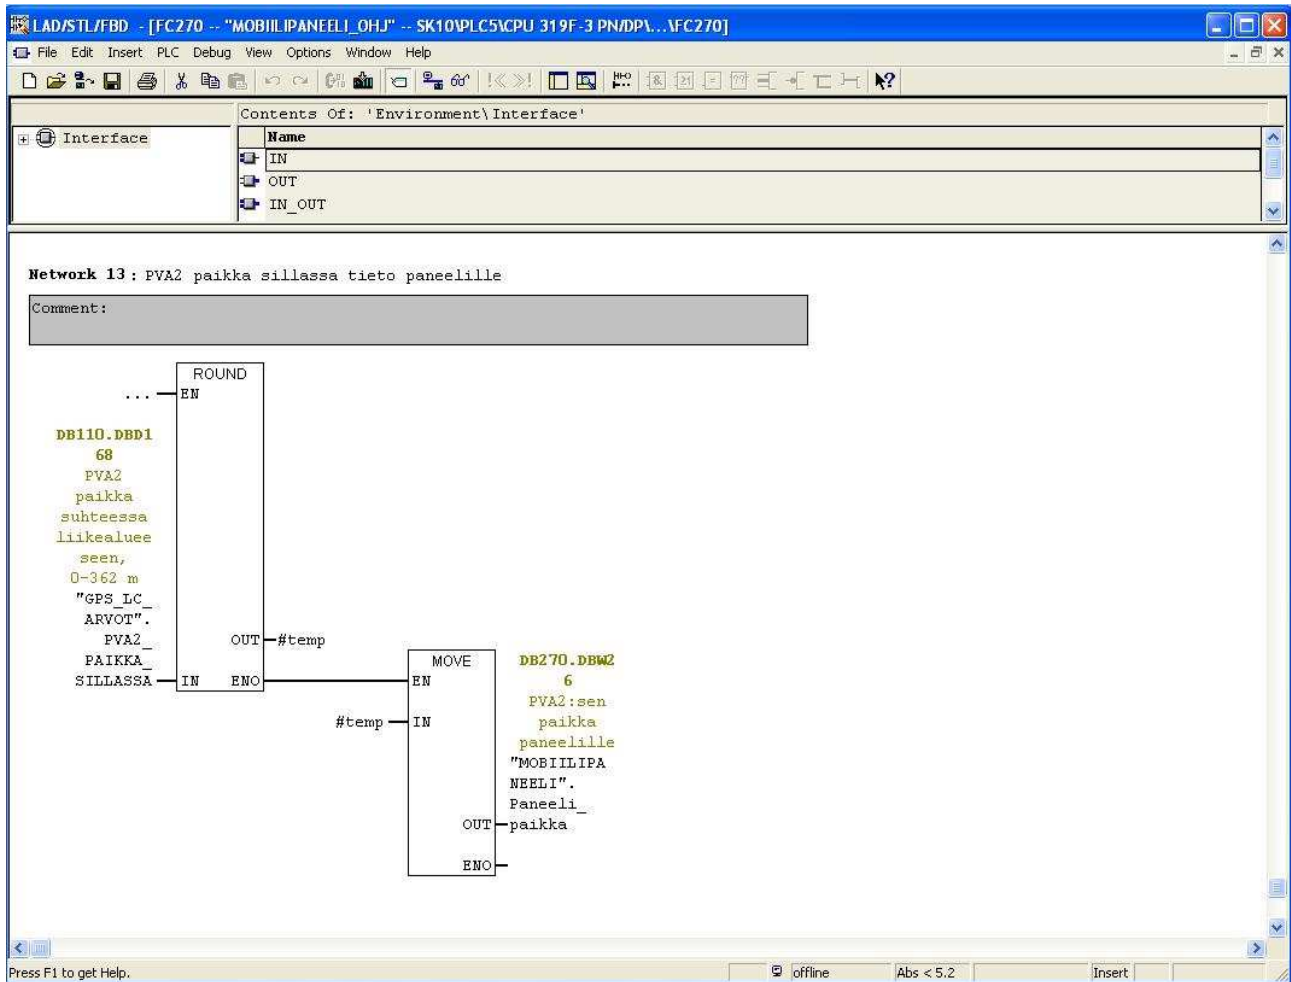 LAD/STL/FBD - [FC270 -- "MOBIILIPANEELI_OHJ" -- SK10\PLC5\CPU 319F-3 PN/DP\...\FC270]
File Edit Insert PLC Debug View Options Window Help
Contents Of: 'Environment\Interface'
Interface
Name
IN
OUT
IN_OUT
Network 13 : PVA2 paikka sillassa tieto paneelille
Comment:
ROUND
... EN
DB110.DBD1
68
PVA2
paikka
suhteessa
liikealuee
seen,
0-362 m
"GPS_LC_
ARVOT".
PVA2_
PAIKKA_
SILLASSA IN ENO
OUT #temp
MOVE
EN
#temp IN
DB270.DBW2
6
PVA2:sen
paikka
paneelille
"MOBIILIPA
NEELI".
Paneeli_
OUT paikka
ENO
Press F1 to get Help. offline Abs < 5.2 Insert